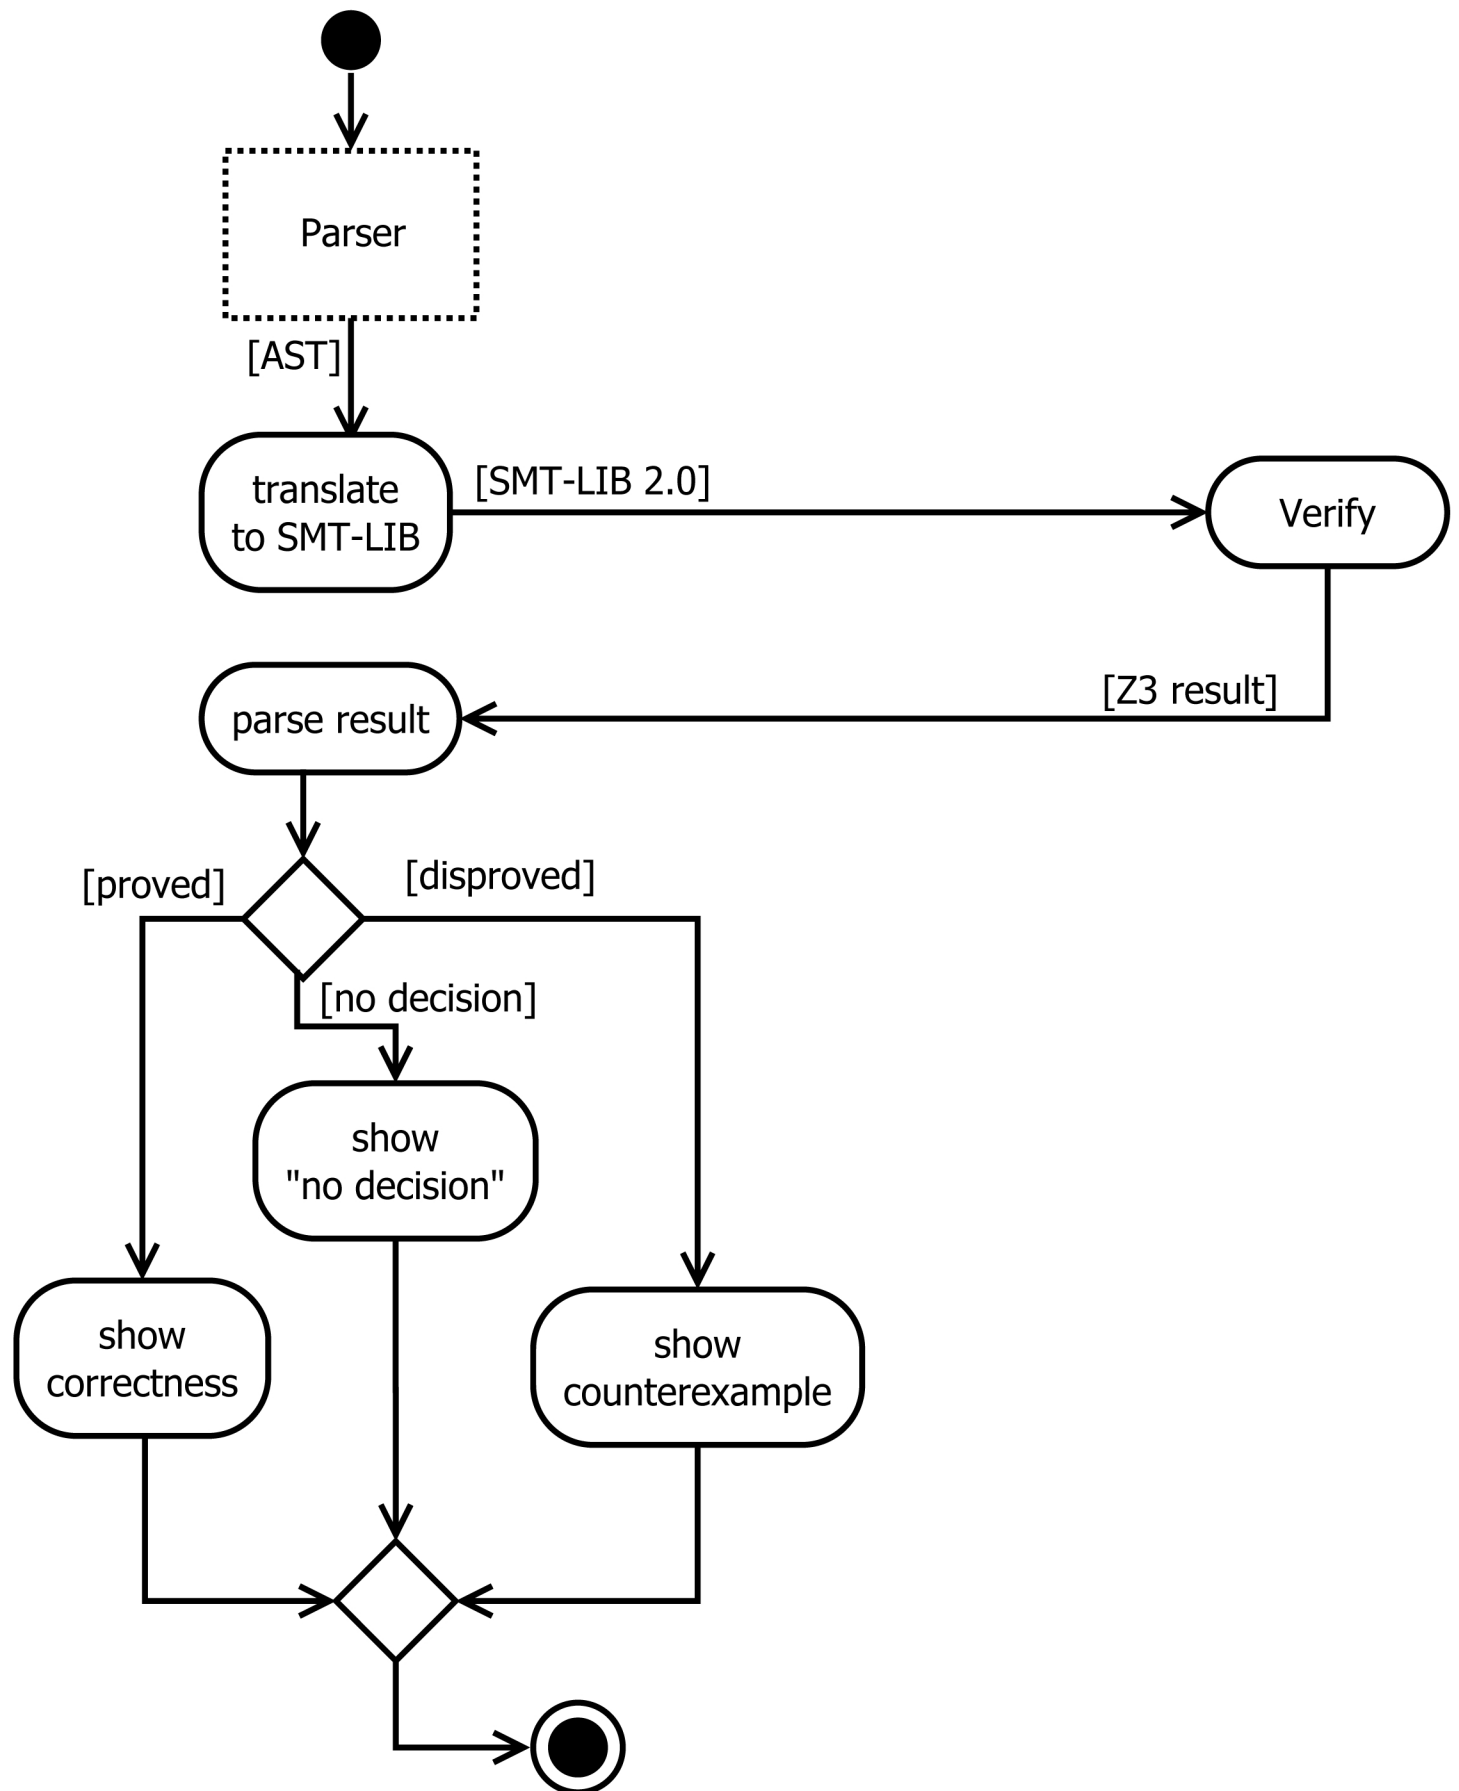 Parser
[AST]
translate
to SMT-LIB
[SMT-LIB 2.0]
Verify
[Z3 result]
parse result
[proved]
[disproved]
[no decision]
show
"no decision"
show
correctness
show
counterexample